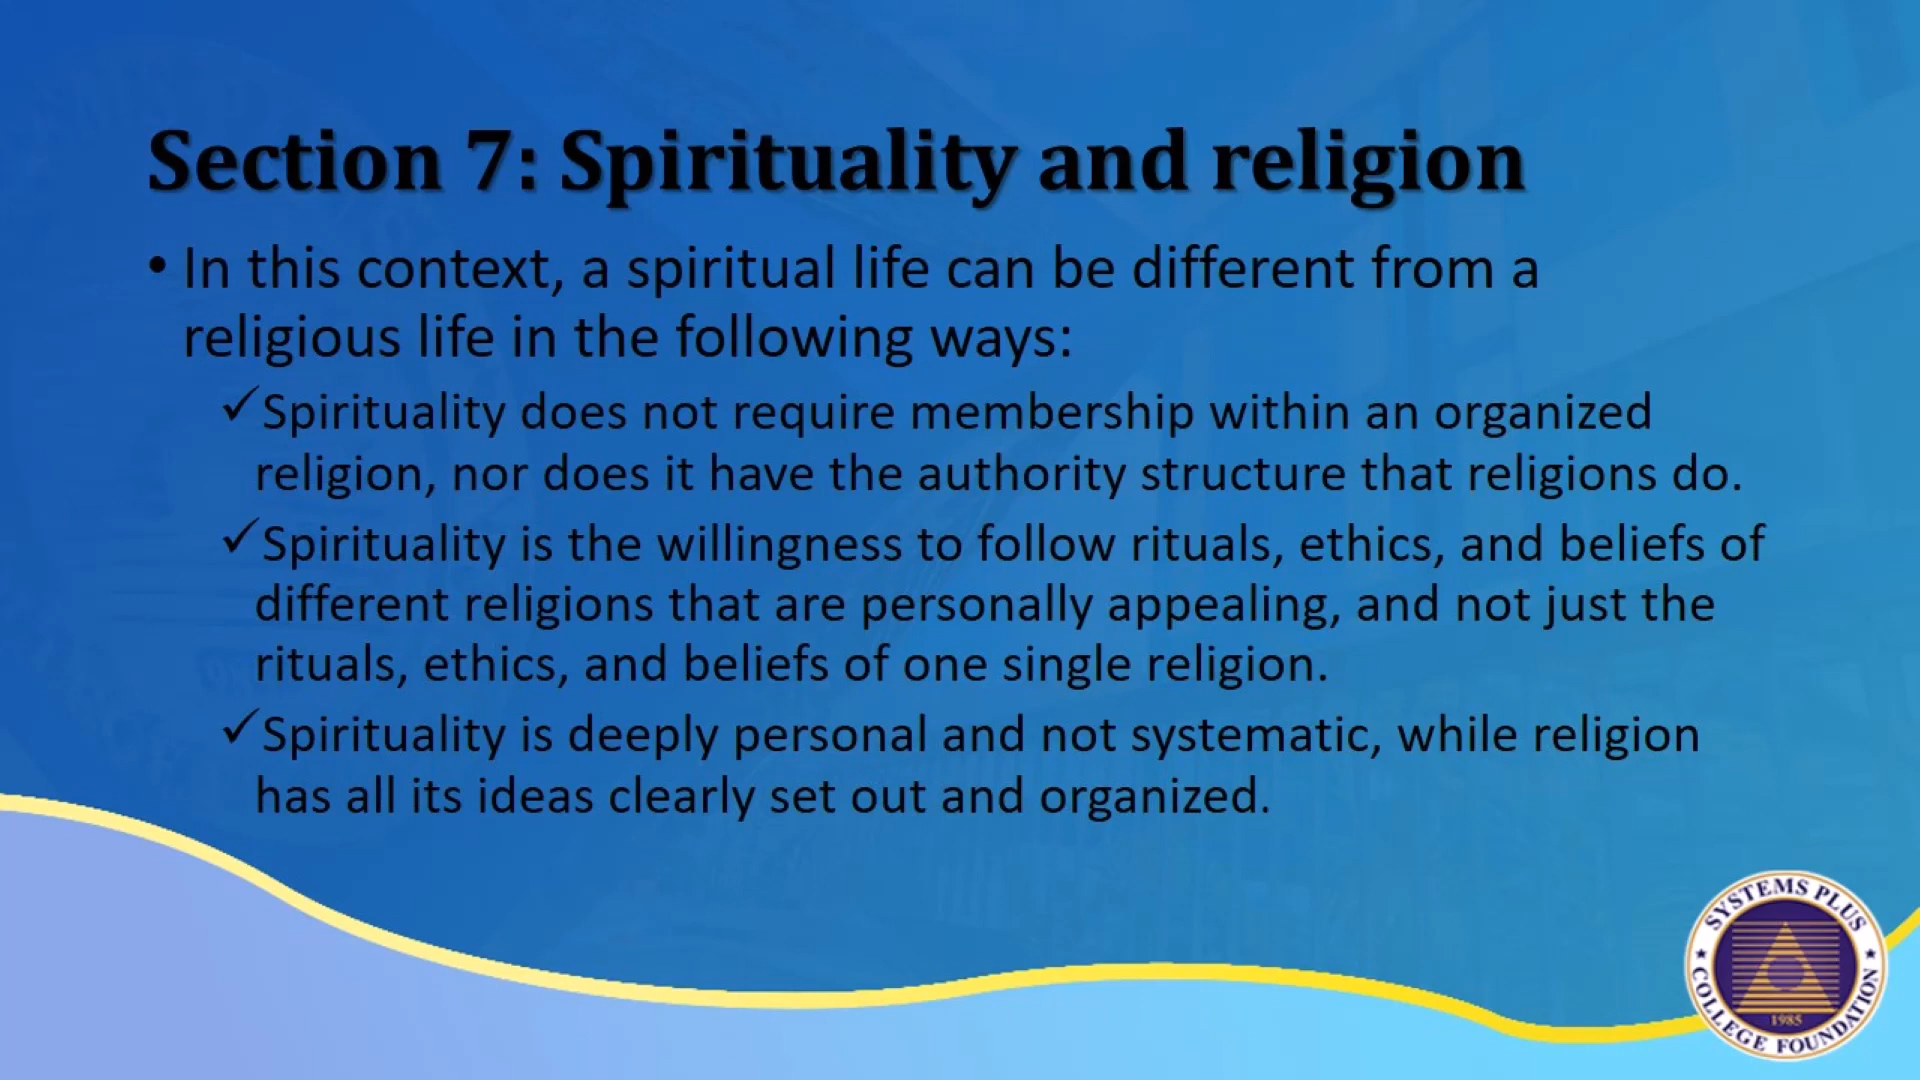 Section 7: Spirituality and religion
• In this context, a spiritual life can be different from a
religious life in the following ways:
✓Spirituality does not require membership within an organized
religion, nor does it have the authority structure that religions do.
✓Spirituality is the willingness to follow rituals, ethics, and beliefs of
different religions that are personally appealing, and not just the
rituals, ethics, and beliefs of one single religion.
✓Spirituality is deeply personal and not systematic, while religion
has all its ideas clearly set out and organized.
SYSTEMS PLUS
COLLEGE FOUNDATION
1985